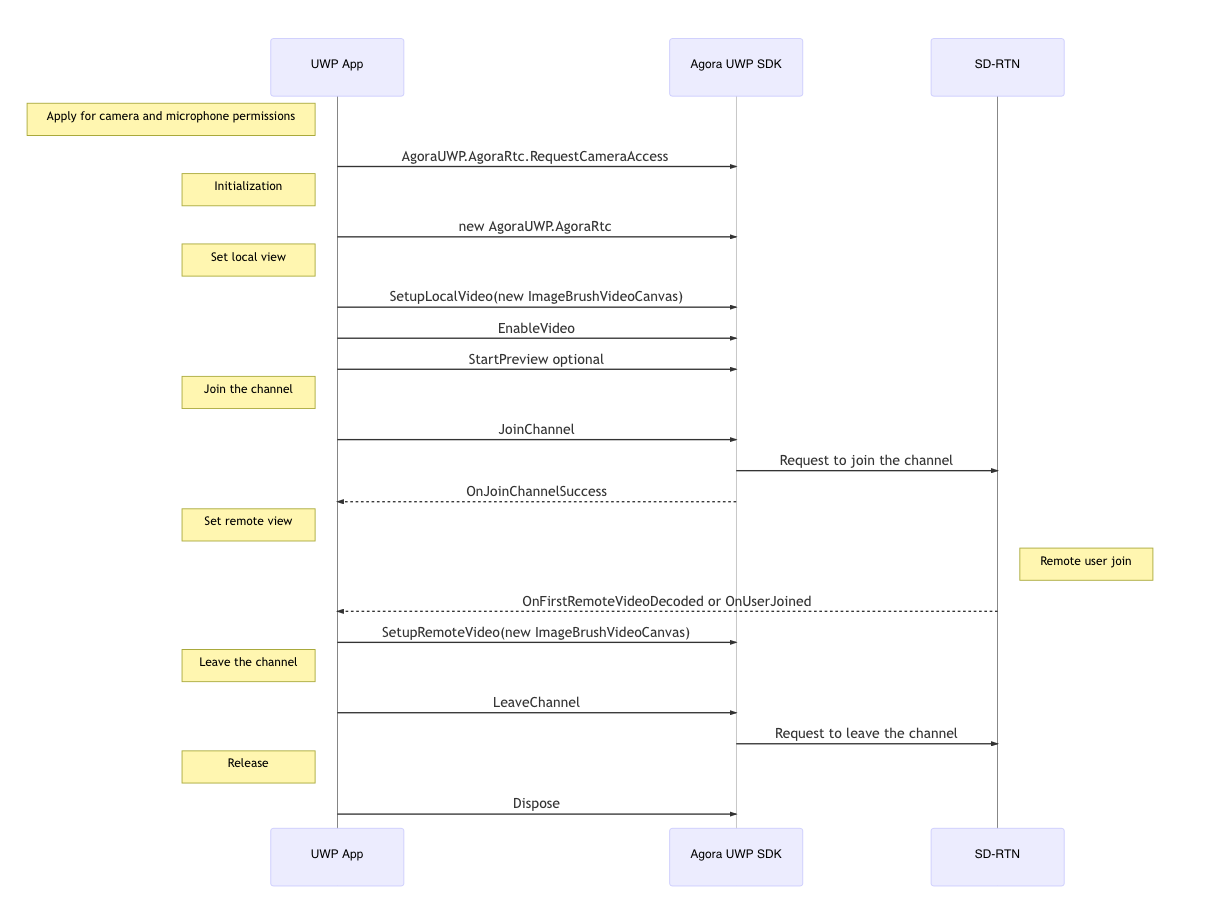 UWP App
Agora UWP SDK
SD-RTN
Apply for camera and microphone permissions
AgoraUWP.AgoraRtc.RequestCameraAccess
Initialization
new AgoraUWP.AgoraRtc
Set local view
SetupLocalVideo(new ImageBrushVideoCanvas)
EnableVideo
StartPreview optional
Join the channel
JoinChannel
Request to join the channel
OnJoinChannelSuccess
Set remote view
Remote user join
OnFirstRemoteVideoDecoded or OnUserJoined
SetupRemoteVideo(new ImageBrushVideoCanvas)
Leave the channel
LeaveChannel
Request to leave the channel
Release
Dispose
UWP App
Agora UWP SDK
SD-RTN